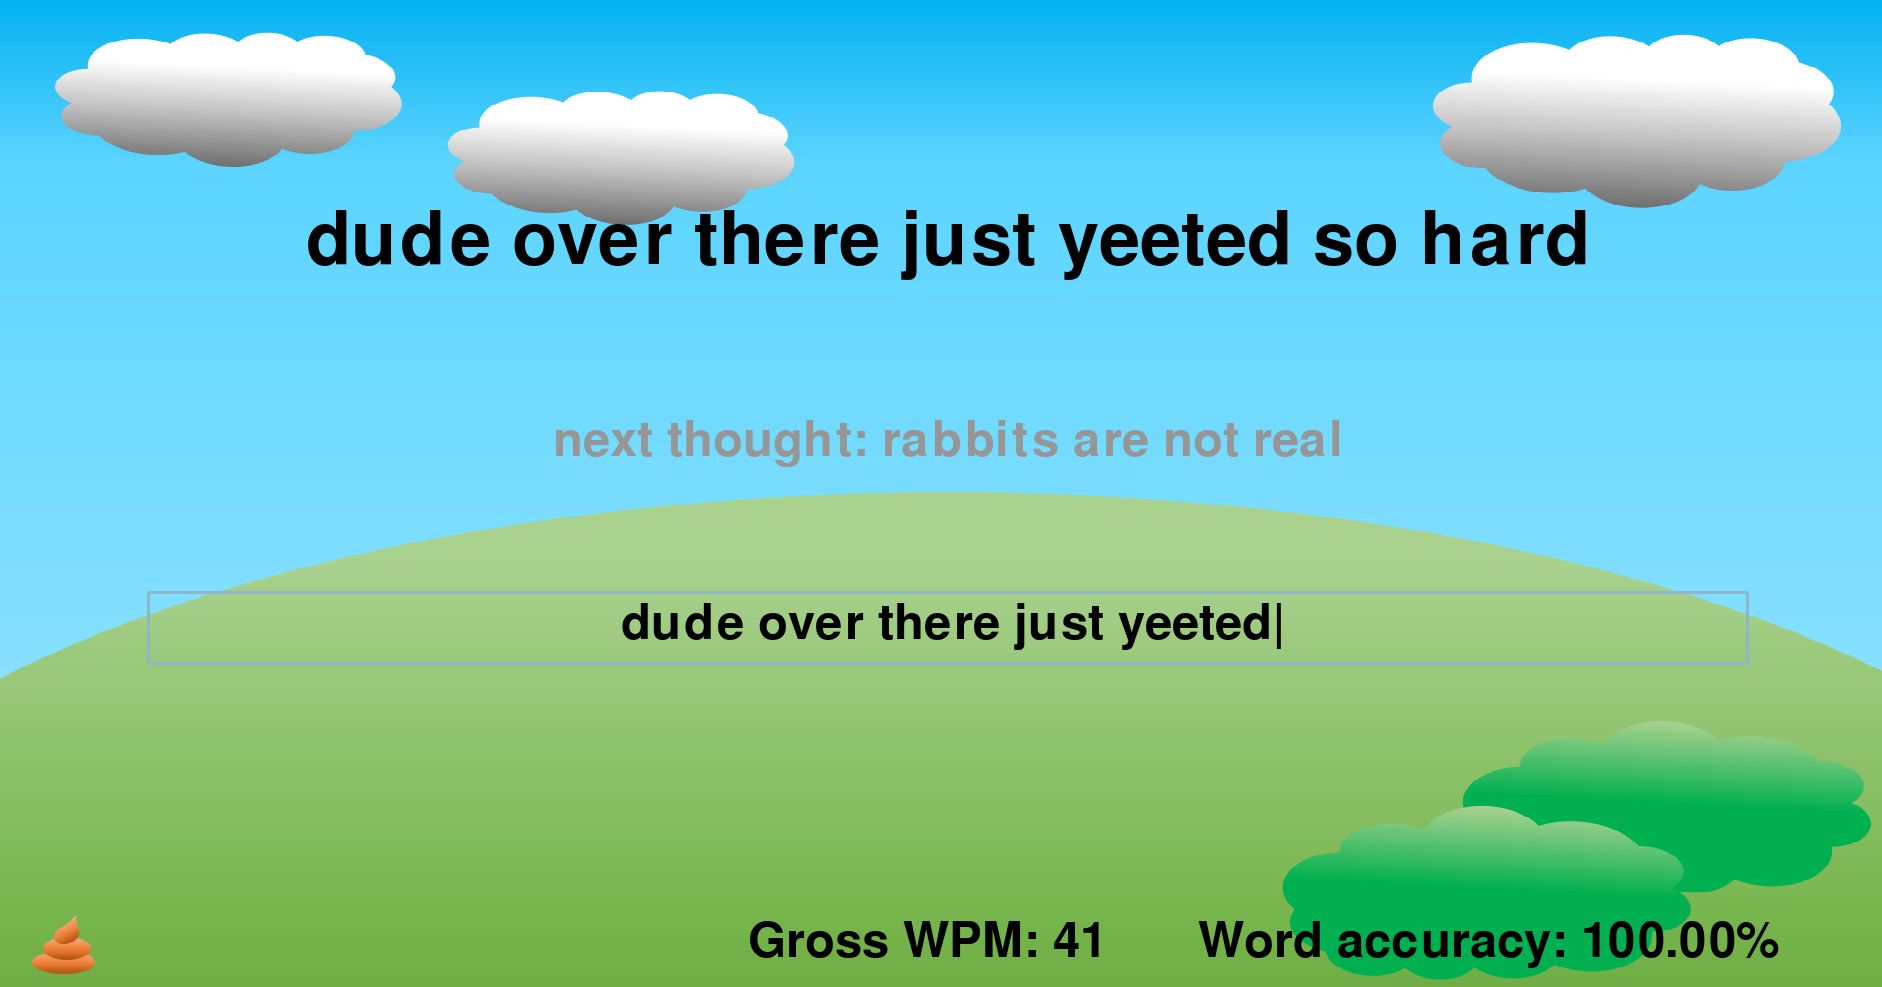 dude over there just yeeted so hard
next thought: rabbits are not real
dude over there just yeeted|
Gross WPM: 41 Word accuracy: 100.00%